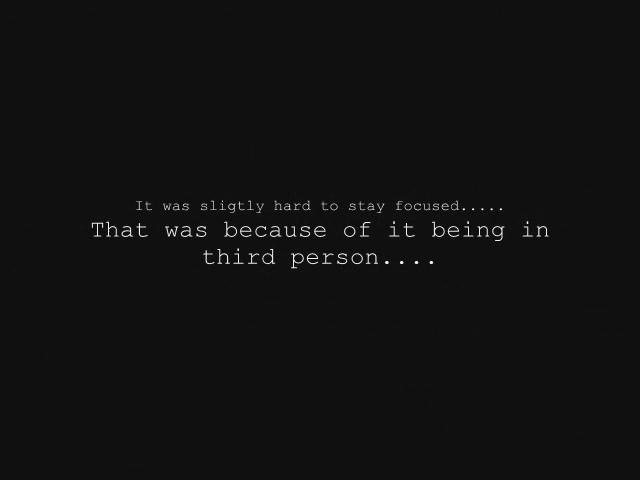 It was sligtly hard to stay focused.....
That was because of it being in
third person....